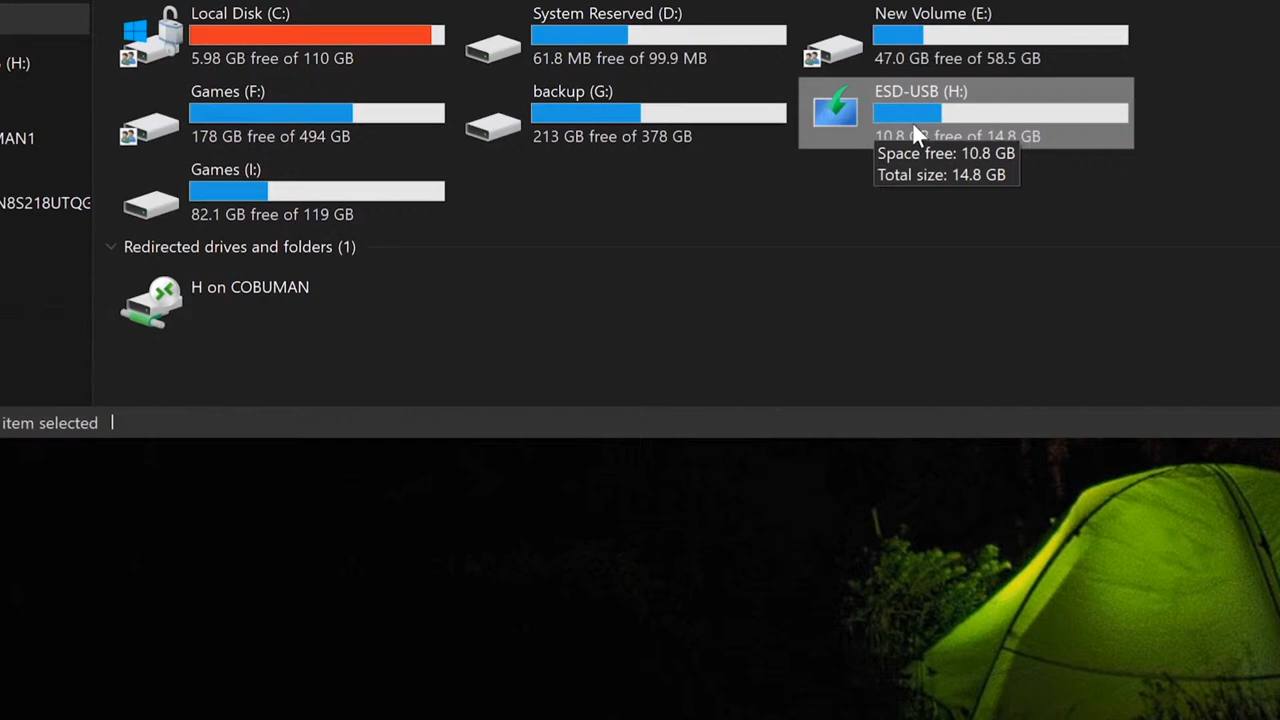 Local Disk (C:)
5.98 GB free of 110 GB
System Reserved (D:)
61.8 MB free of 99.9 MB
New Volume (E:)
47.0 GB free of 58.5 GB
(H:)
Games (F:)
178 GB free of 494 GB
backup (G:)
213 GB free of 378 GB
ESD-USB (H:)
10.8 GB free of 14.8 GB
Space free: 10.8 GB
Total size: 14.8 GB
MAN1
Games (I:)
82.1 GB free of 119 GB
N8S218UTQG
Redirected drives and folders (1)
H on COBUMAN
item selected